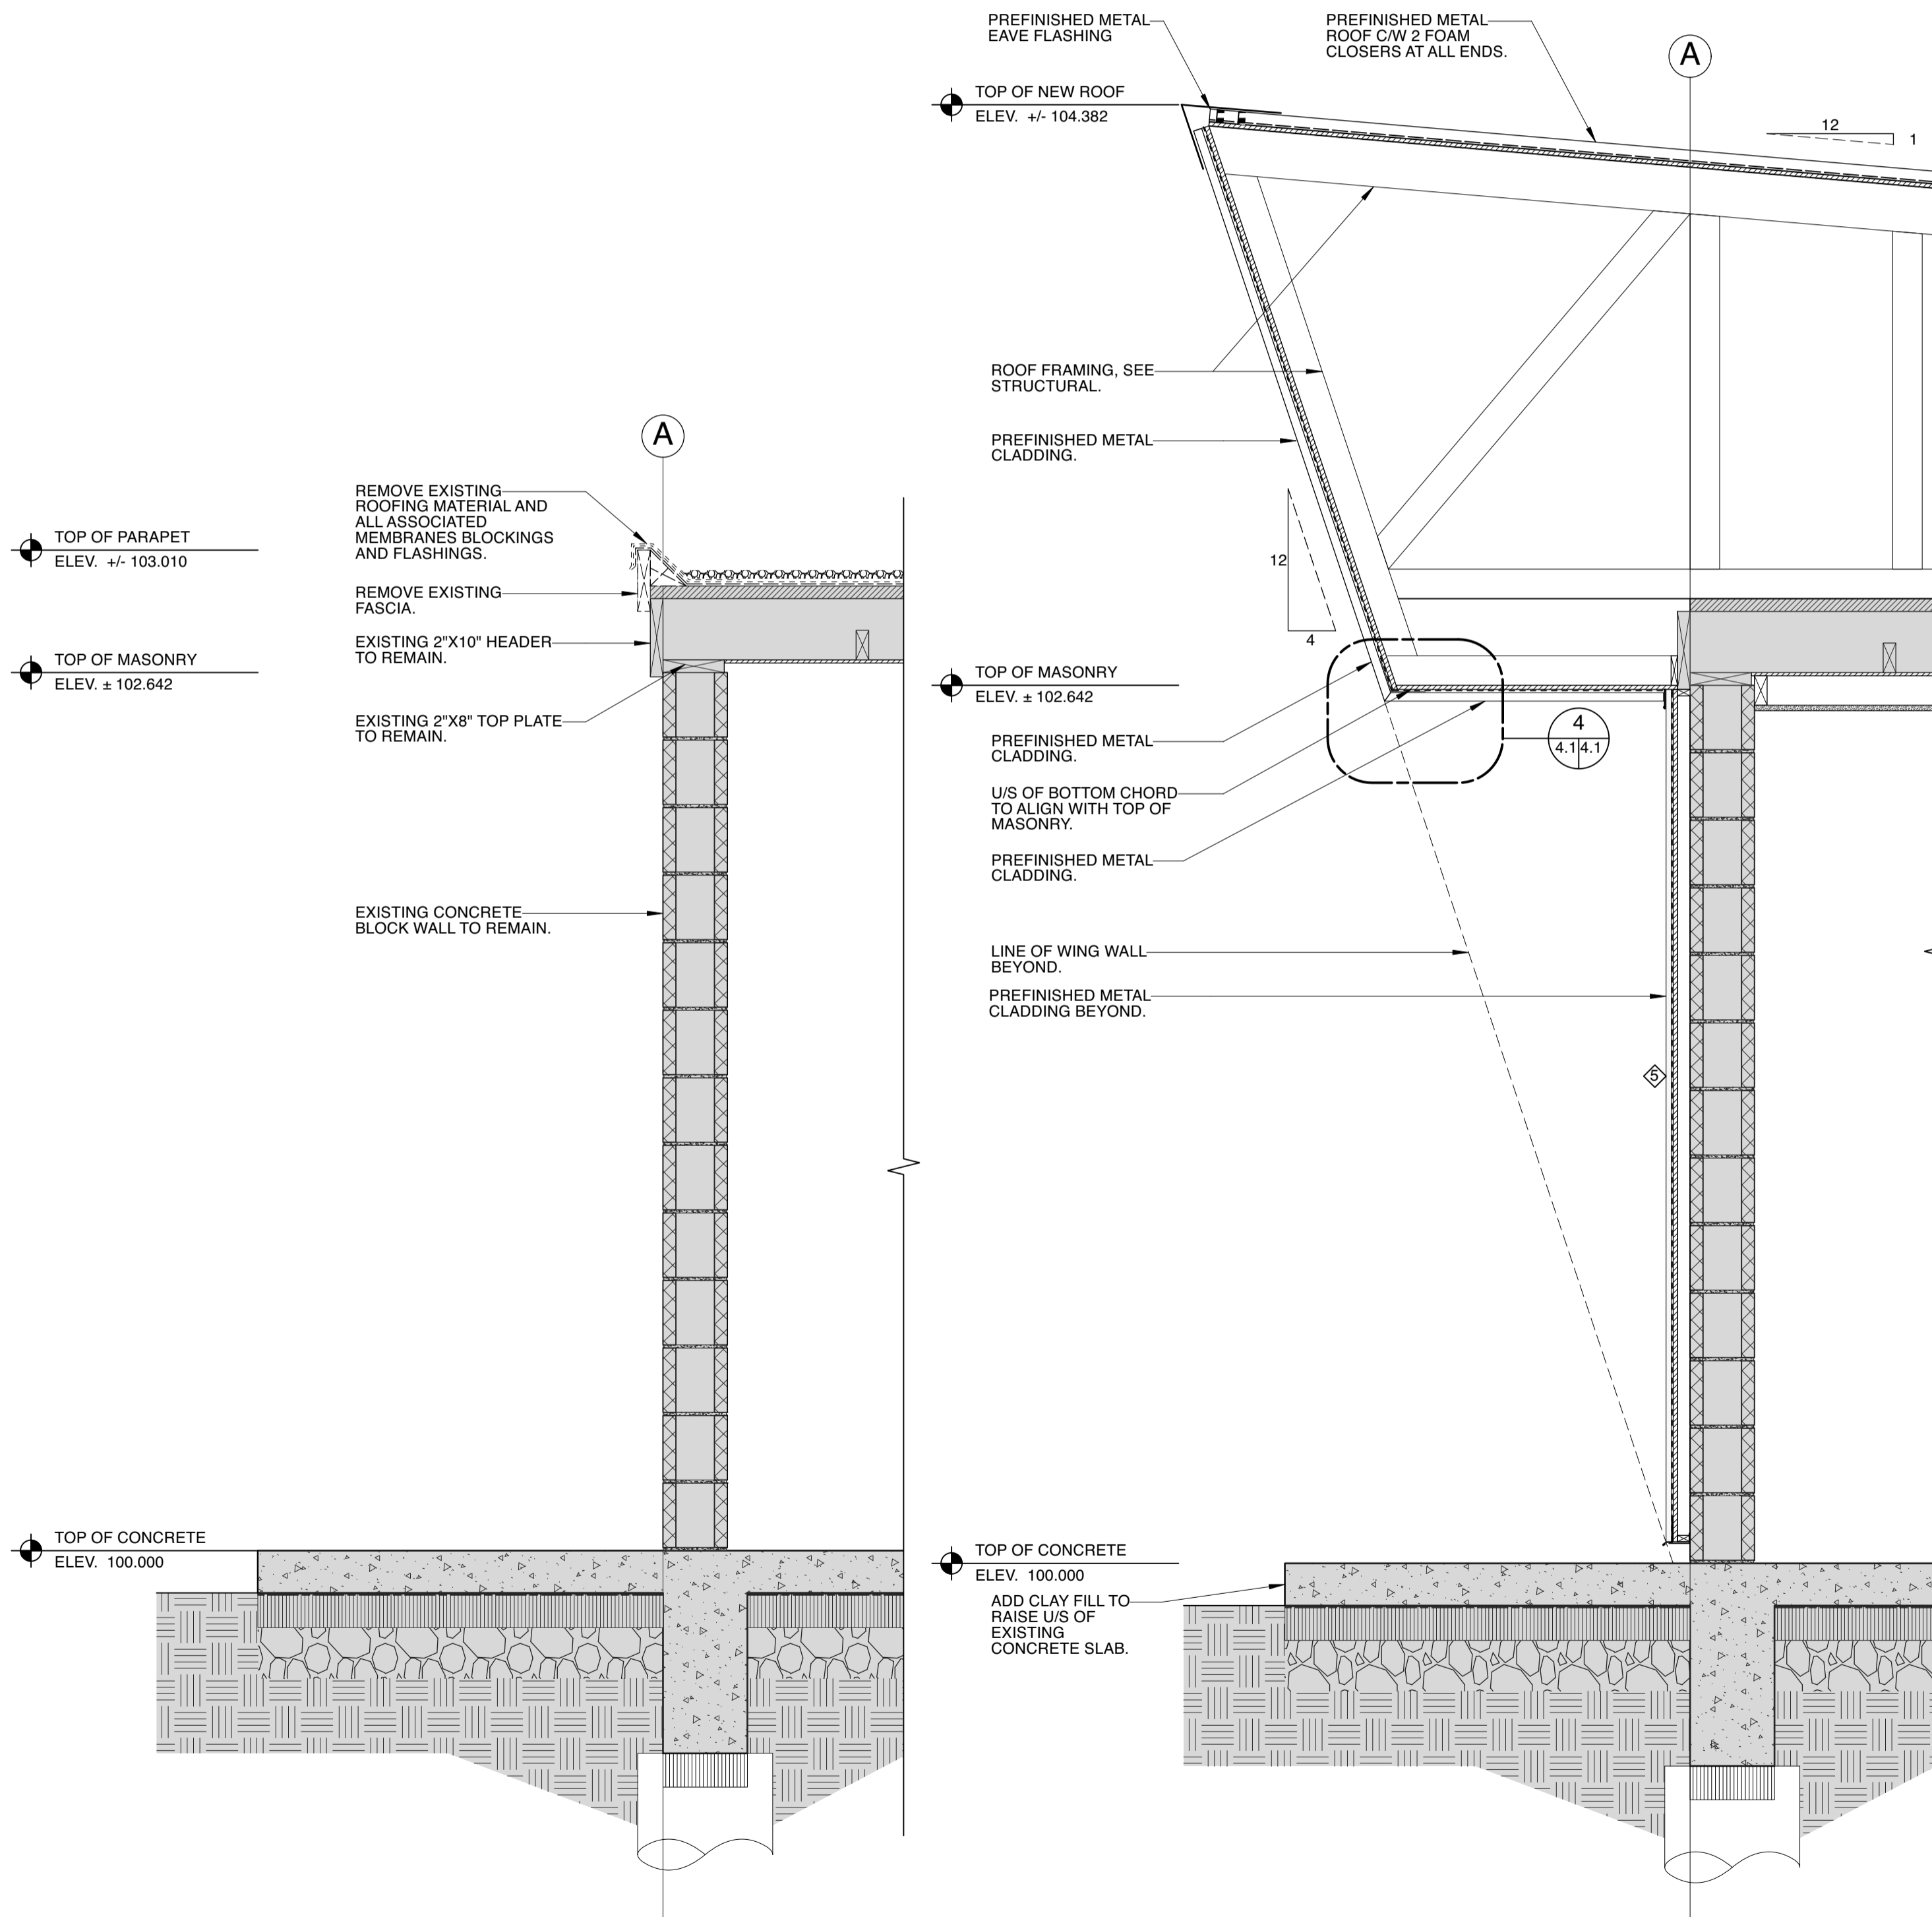 A
REMOVE EXISTING
ROOFING MATERIAL AND
ALL ASSOCIATED
MEMBRANES BLOCKINGS
AND FLASHINGS.
TOP OF PARAPET
ELEV. +/- 103.010
REMOVE EXISTING
FASCIA.
EXISTING 2"X10" HEADER
TO REMAIN.
TOP OF MASONRY
ELEV. ± 102.642
EXISTING 2"X8" TOP PLATE
TO REMAIN.
EXISTING CONCRETE
BLOCK WALL TO REMAIN.
TOP OF CONCRETE
ELEV. 100.000
PREFINISHED METAL
EAVE FLASHING
PREFINISHED METAL
ROOF C/W 2 FOAM
CLOSERS AT ALL ENDS.
A
TOP OF NEW ROOF
ELEV. +/- 104.382
12
1
ROOF FRAMING, SEE
STRUCTURAL.
PREFINISHED METAL
CLADDING.
12
4
TOP OF MASONRY
ELEV. ± 102.642
4
4.1 4.1
PREFINISHED METAL
CLADDING.
U/S OF BOTTOM CHORD
TO ALIGN WITH TOP OF
MASONRY.
PREFINISHED METAL
CLADDING.
LINE OF WING WALL
BEYOND.
PREFINISHED METAL
CLADDING BEYOND.
5
TOP OF CONCRETE
ELEV. 100.000
ADD CLAY FILL TO
RAISE U/S OF
EXISTING
CONCRETE SLAB.